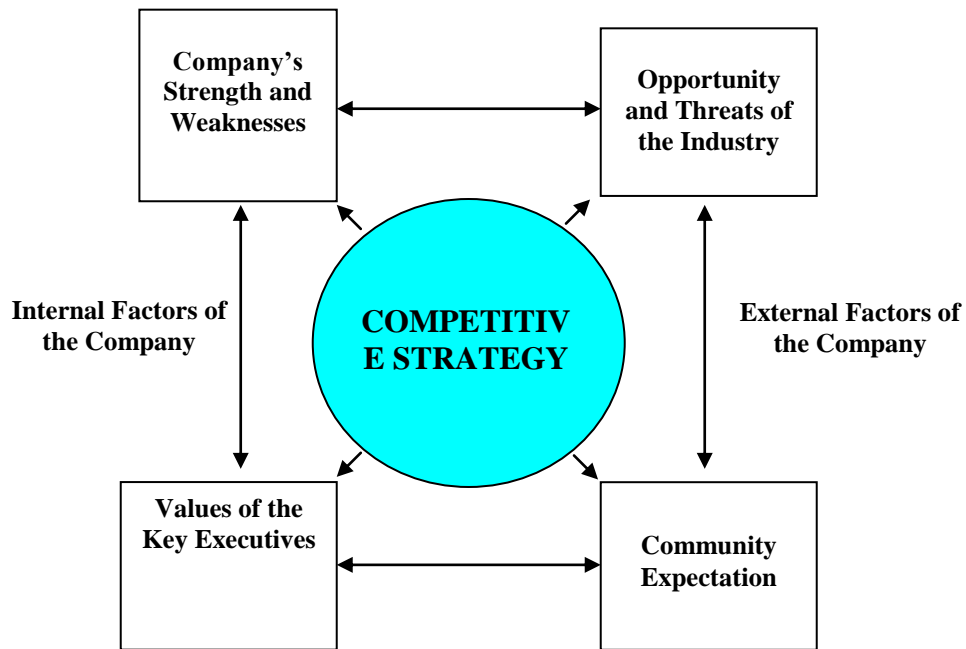 Company's
Strength and
Weaknesses
Opportunity
and Threats of
the Industry
Internal Factors of
the Company
COMPETITIV
E STRATEGY
External Factors of
the Company
Values of the
Key Executives
Community
Expectation